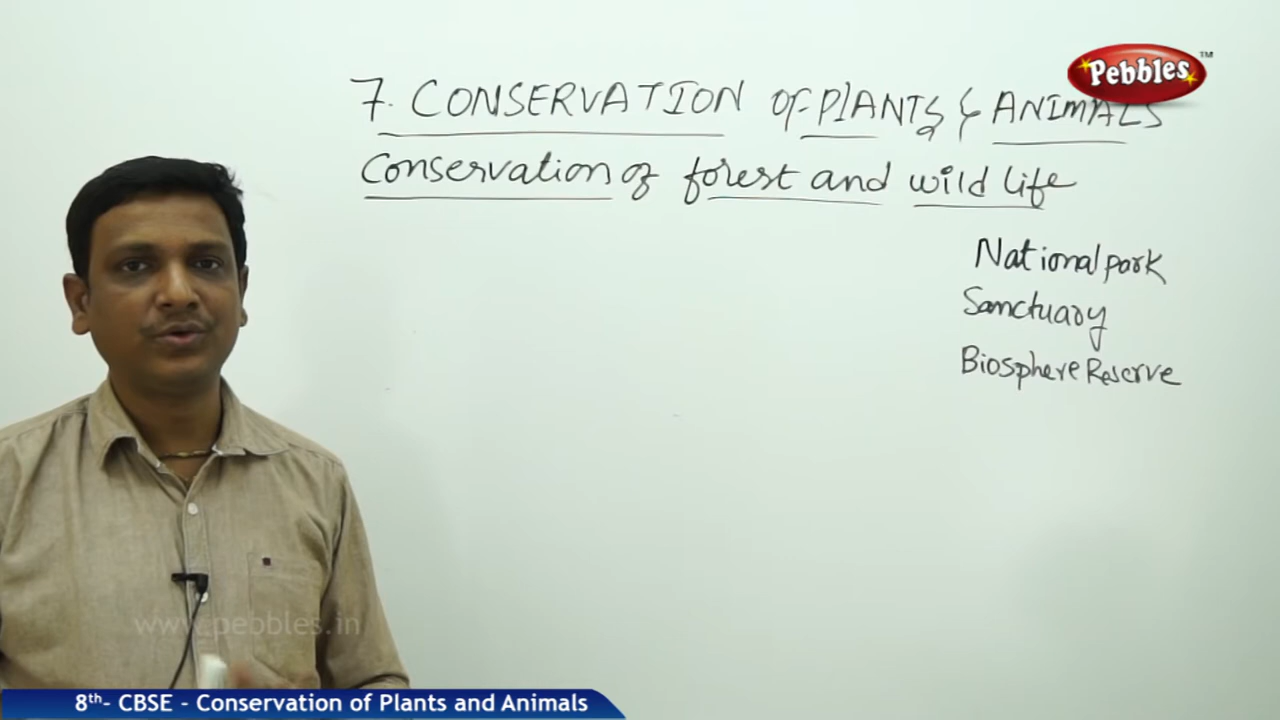 Pebbles™
7. CONSERVATION OF PLANTS & ANIMALS
Conservation of forest and wild life
National park
Sanctuary
Biosphere Reserve
www.pebbles.in
8th- CBSE - Conservation of Plants and Animals